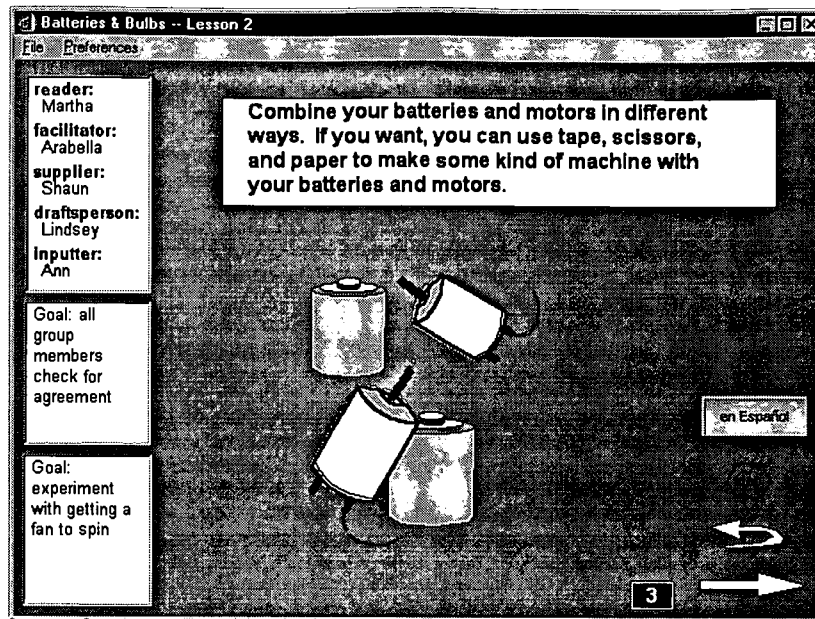 Batteries & Bulbs -- Lesson 2
File Preferences
reader:
Martha
facilitator:
Arabella
supplier:
Shaun
draftsperson:
Lindsey
inputter:
Ann
Goal: all
group
members
check for
agreement
Goal:
experiment
with getting a
fan to spin
Combine your batteries and motors in different
ways. If you want, you can use tape, scissors,
and paper to make some kind of machine with
your batteries and motors.
en Español
3